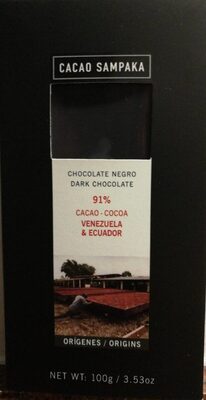 CACAO SAMPAKA
CHOCOLATE NEGRO
DARK CHOCOLATE
91%
CACAO - COCOA
VENEZUELA
& ECUADOR
ORÍGENES / ORIGINS
NET WT: 100g / 3.53oz